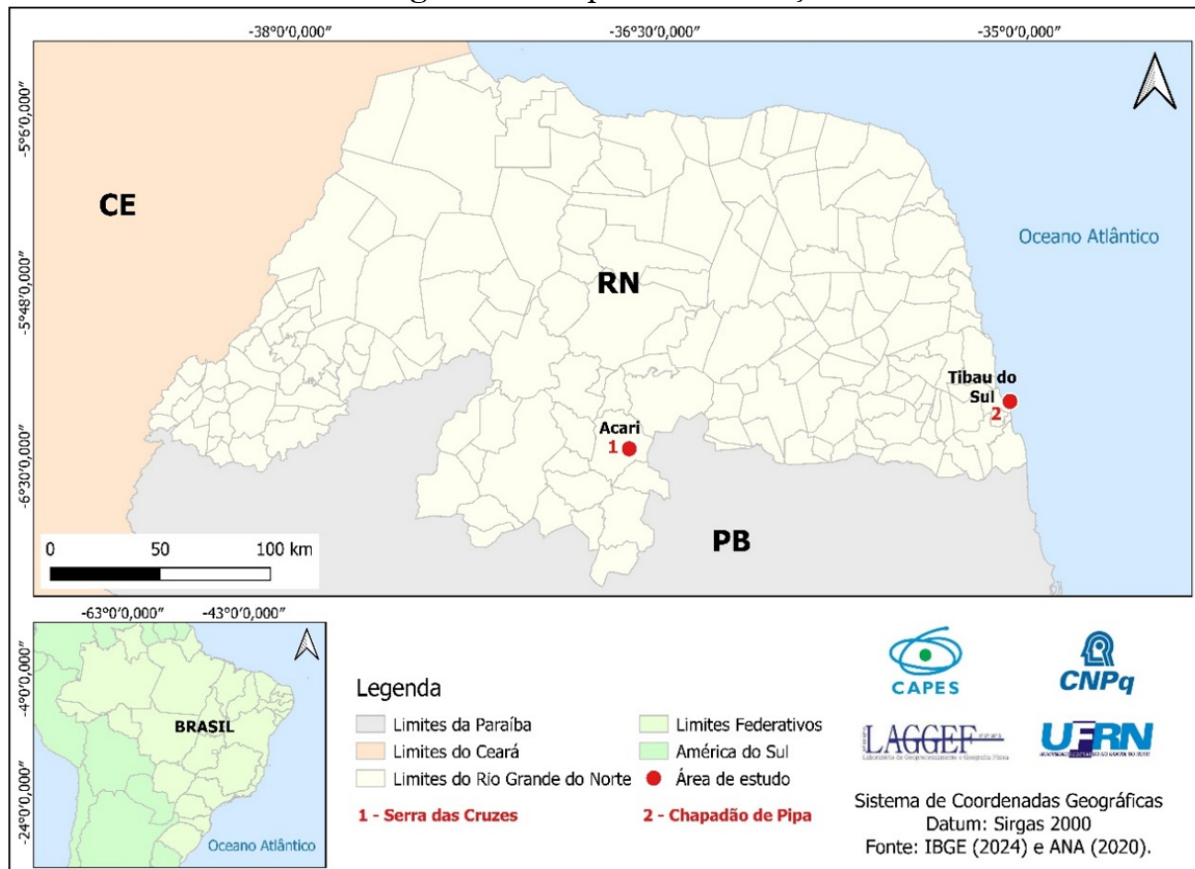 -38°0'0,000"
-36°30'0,000"
-35°0'0,000"
-5°6'0,000"
-5°48'0,000"
-6°30'0,000"
CE
RN
Oceano Atlântico
Tibau do
Sul
2
Acari
1
PB
0 50 100 km
-63°0'0,000" -43°0'0,000"
-4°0'0,000"
-24°0'0,000"
BRASIL
Oceano Atlântico
Legenda
Limites da Paraíba
Limites do Ceará
Limites do Rio Grande do Norte
Limites Federativos
América do Sul
Área de estudo
1 - Serra das Cruzes
2 - Chapadão de Pipa
CAPES
CNPq
LAGGEF
Laboratório de Geoprocessamento e Geografia Física
UFRN
Sistema de Coordenadas Geográficas
Datum: Sirgas 2000
Fonte: IBGE (2024) e ANA (2020).